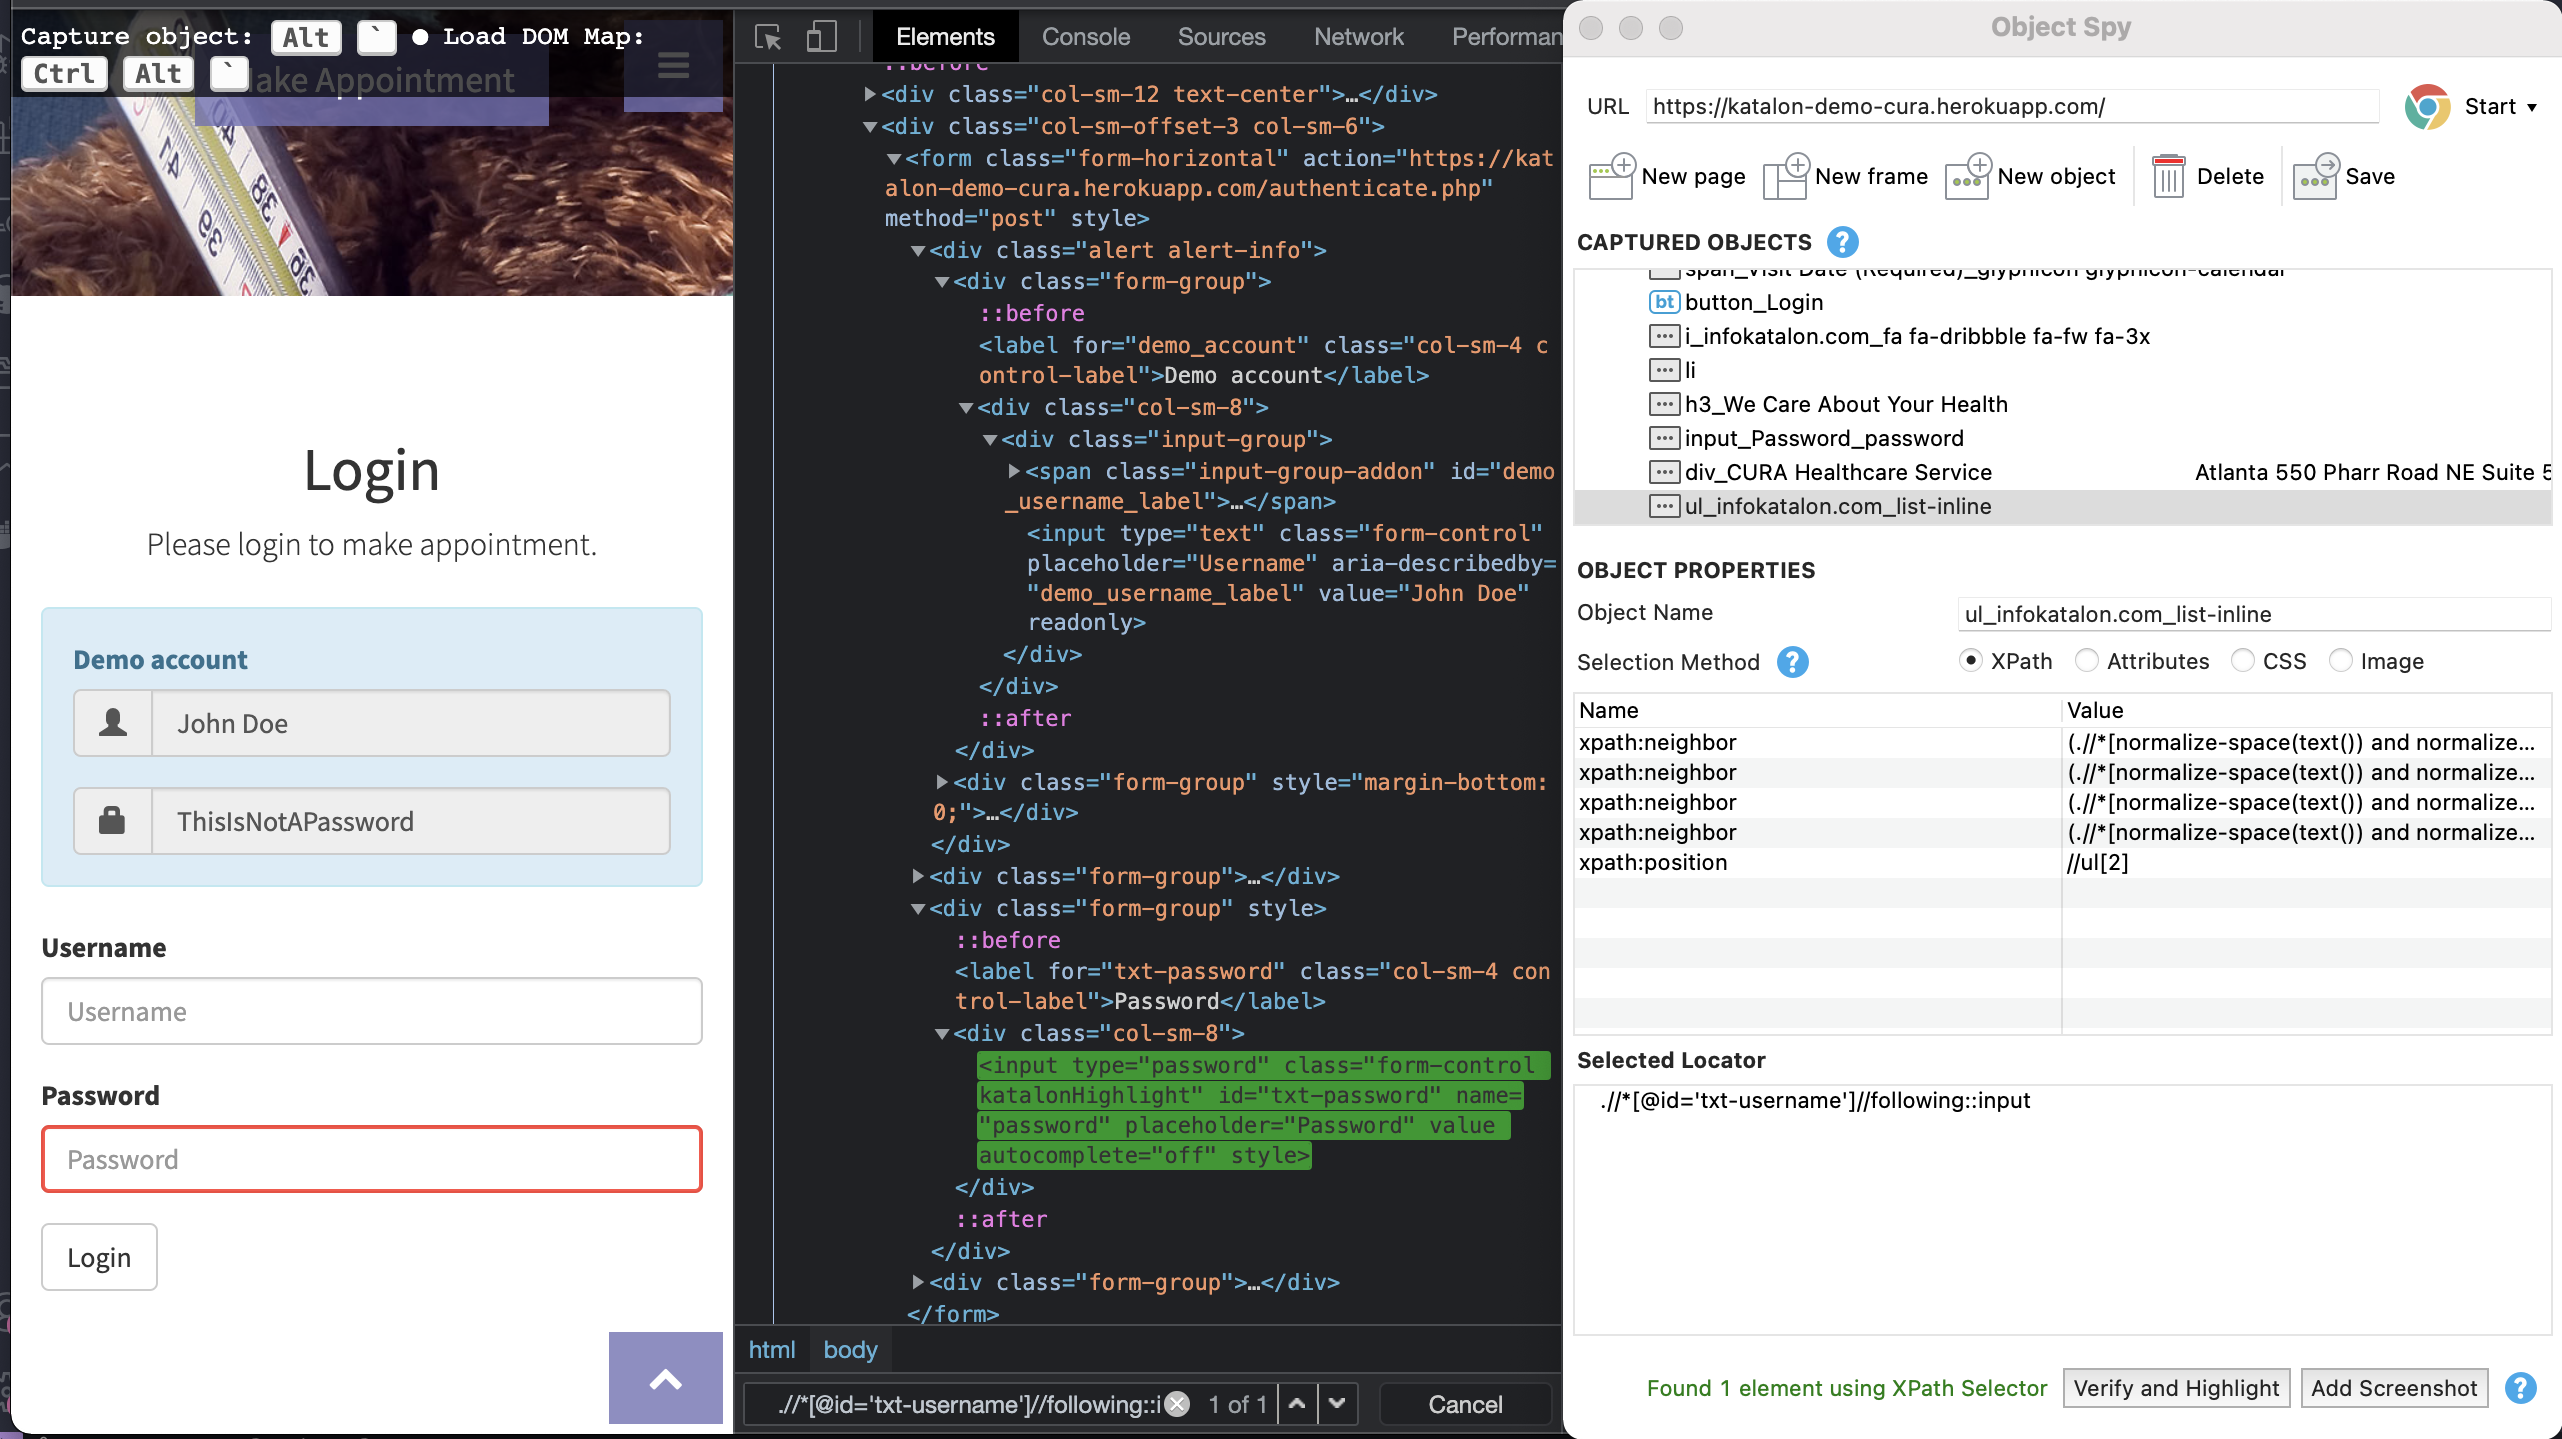 Capture object: Alt ` ● Load DOM Map:
Ctrl Alt `
ake Appointment
Login
Please login to make appointment.
Demo account
John Doe
ThisIsNotAPassword
Username
Username
Password
Password
Login
Elements Console Sources Network Performan
::before
<div class="col-sm-12 text-center">…</div>
<div class="col-sm-offset-3 col-sm-6">
<form class="form-horizontal" action="https://kat
alon-demo-cura.herokuapp.com/authenticate.php"
method="post" style>
<div class="alert alert-info">
<div class="form-group">
::before
<label for="demo_account" class="col-sm-4 c
ontrol-label">Demo account</label>
<div class="col-sm-8">
<div class="input-group">
<span class="input-group-addon" id="demo
_username_label">…</span>
<input type="text" class="form-control"
placeholder="Username" aria-describedby=
"demo_username_label" value="John Doe"
readonly>
</div>
</div>
::after
</div>
<div class="form-group" style="margin-bottom:
0;">…</div>
</div>
<div class="form-group">…</div>
<div class="form-group" style>
::before
<label for="txt-password" class="col-sm-4 con
trol-label">Password</label>
<div class="col-sm-8">
<input type="password" class="form-control
katalonHighlight" id="txt-password" name=
"password" placeholder="Password" value
autocomplete="off" style>
</div>
::after
</div>
<div class="form-group">…</div>
</form>
html body
.//*[@id='txt-username']//following::i 1 of 1 Cancel
Object Spy
URL https://katalon-demo-cura.herokuapp.com/ Start
New page New frame New object Delete Save
CAPTURED OBJECTS ?
span_Visit Date (Required)_glyphicon glyphicon-calendar
bt button_Login
i_infokatalon.com_fa fa-dribbble fa-fw fa-3x
li
h3_We Care About Your Health
input_Password_password
div_CURA Healthcare Service Atlanta 550 Pharr Road NE Suite 5
ul_infokatalon.com_list-inline
OBJECT PROPERTIES
Object Name ul_infokatalon.com_list-inline
Selection Method ? XPath Attributes CSS Image
Name Value
xpath:neighbor (.//*[normalize-space(text()) and normalize...
xpath:neighbor (.//*[normalize-space(text()) and normalize...
xpath:neighbor (.//*[normalize-space(text()) and normalize...
xpath:neighbor (.//*[normalize-space(text()) and normalize...
xpath:position //ul[2]
Selected Locator
.//*[@id='txt-username']//following::input
Found 1 element using XPath Selector Verify and Highlight Add Screenshot ?